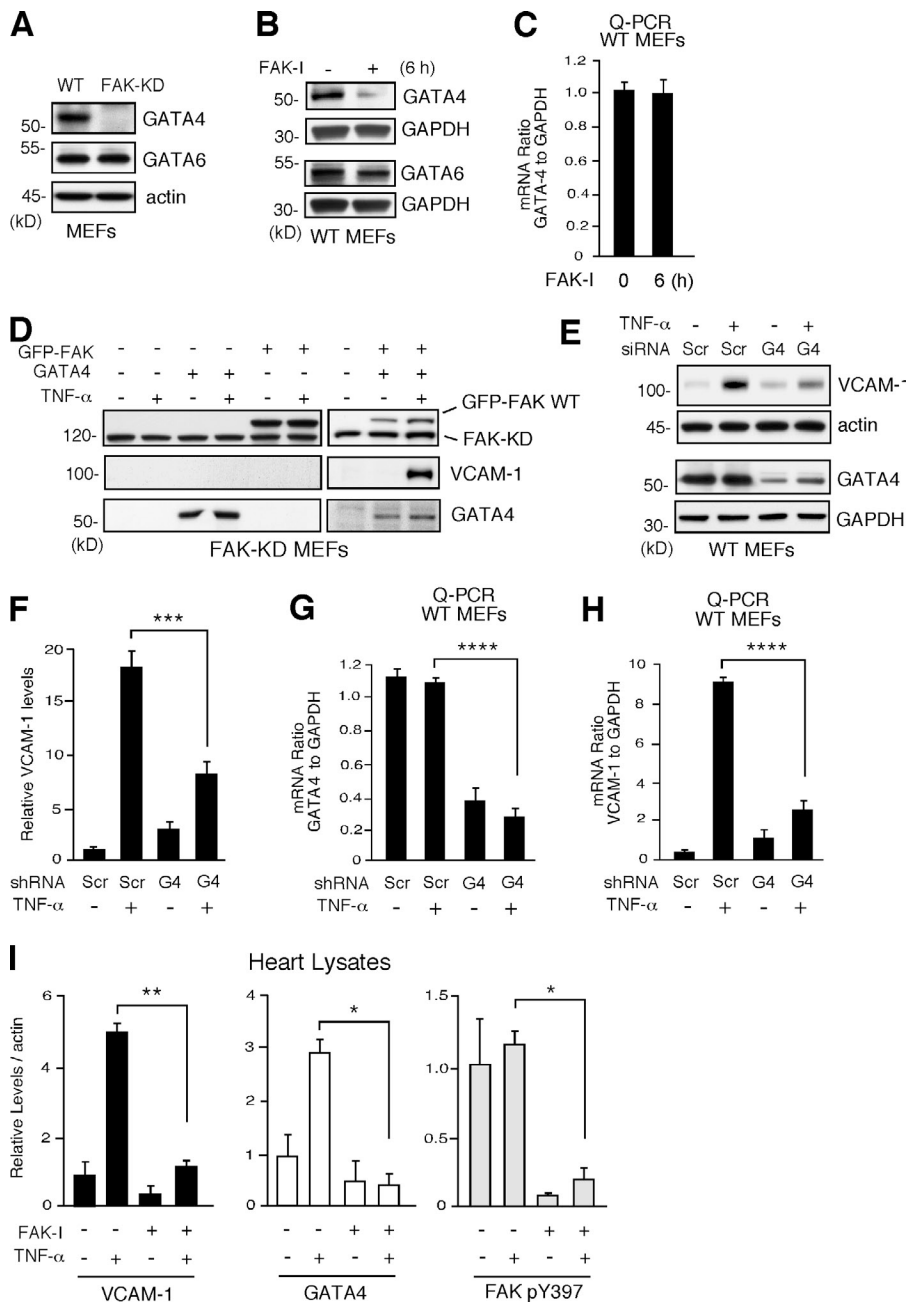 A
WT FAK-KD
50- GATA4
55- GATA6
45- actin
(kD) MEFs
B
FAK-I - + (6 h)
50- GATA4
30- GAPDH
55- GATA6
30- GAPDH
(kD) WT MEFs
C
Q-PCR
WT MEFs
mRNA Ratio
GATA-4 to GAPDH
1.2
1.0
0.8
0.6
0.4
0.2
0
FAK-I 0 6 (h)
D
GFP-FAK - - - - + + - + +
GATA4 - - + + - - - + +
TNF-α - + - + - + - - +
GFP-FAK WT
120- FAK-KD
100- VCAM-1
50- GATA4
(kD) FAK-KD MEFs
E
TNF-α - + - +
siRNA Scr Scr G4 G4
100- VCAM-1
45- actin
50- GATA4
30- GAPDH
(kD) WT MEFs
F
Relative VCAM-1 levels
20
15
10
5
0
***
shRNA Scr Scr G4 G4
TNF-α - + - +
G
Q-PCR
WT MEFs
mRNA Ratio
GATA4 to GAPDH
1.2
1.0
0.8
0.6
0.4
0.2
0
****
shRNA Scr Scr G4 G4
TNF-α - + - +
H
Q-PCR
WT MEFs
mRNA Ratio
VCAM-1 to GAPDH
10
8
6
4
2
0
****
shRNA Scr Scr G4 G4
TNF-α - + - +
I
Heart Lysates
Relative Levels / actin
6
4
2
0
**
FAK-I - - + +
TNF-α - + - +
VCAM-1
4
3
2
1
0
*
- - + +
- + - +
GATA4
1.5
1.0
0.5
0
*
- - + +
- + - +
FAK pY397